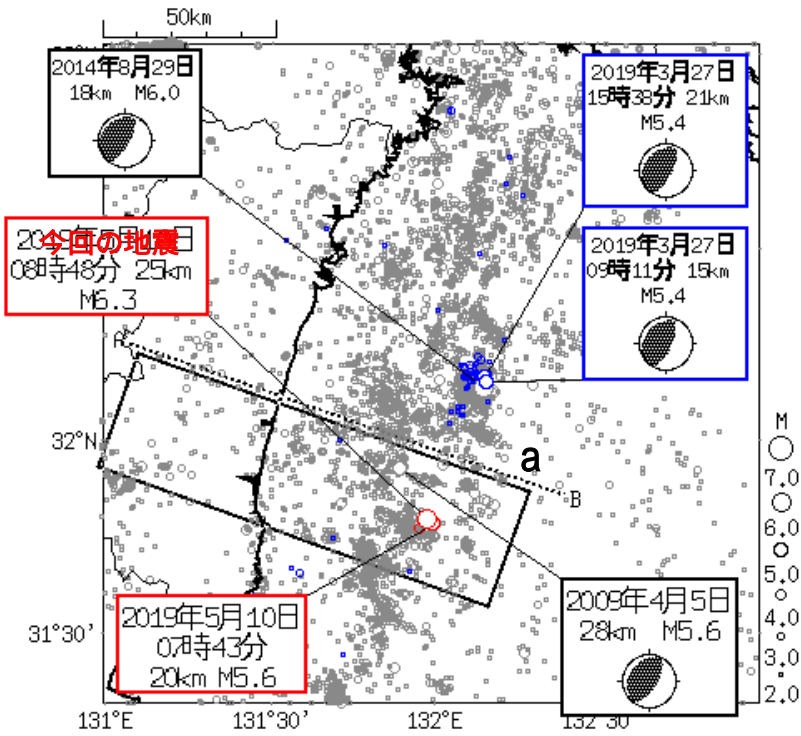 50km
2014年8月29日
18km M6.0
2019年3月27日
15時38分 21km
M5.4
今回の地震
08時48分 25km
M6.3
2019年3月27日
09時11分 15km
M5.4
A
32°N
a
B
M
7.0
6.0
5.0
4.0
3.0
2.0
2019年5月10日
07時43分
20km M5.6
2009年4月5日
28km M5.6
31°30'
131°E
131°30'
132°E
132°30'